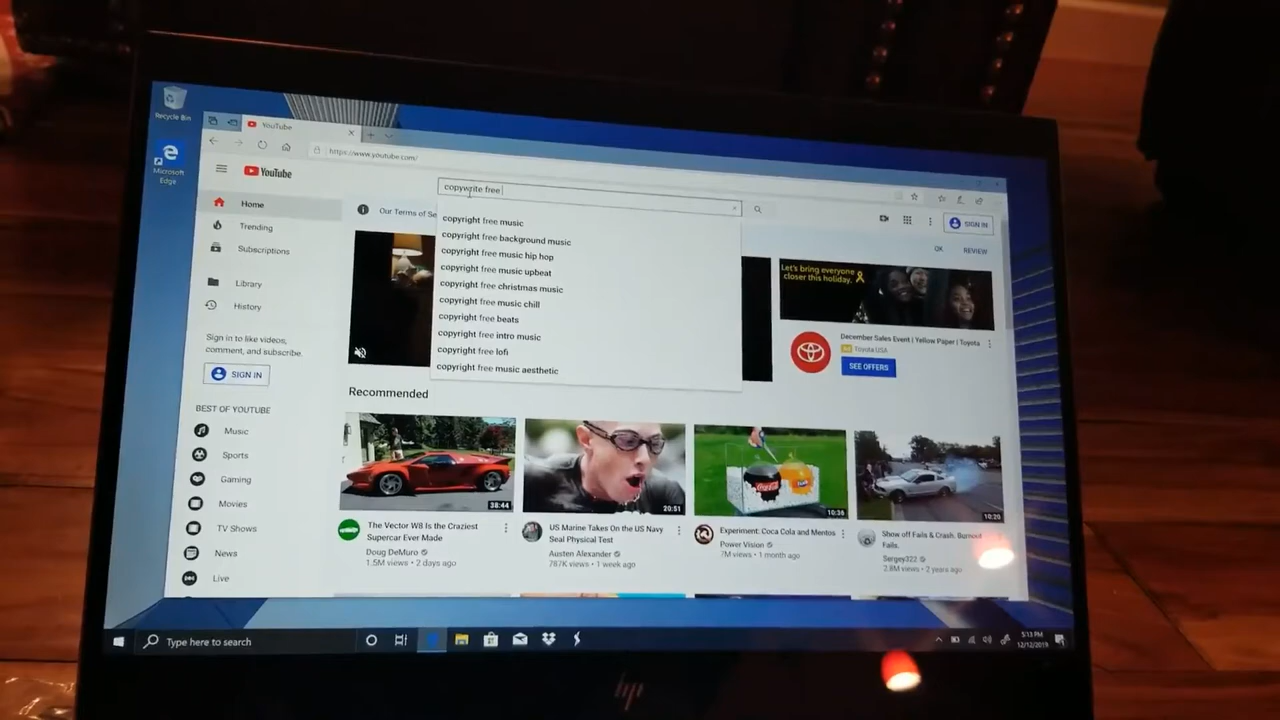 Recycle Bin
Microsoft
Edge
YouTube
https://www.youtube.com/
YouTube
copywrite free
copyright free music
copyright free background music
copyright free music hip hop
copyright free music upbeat
copyright free christmas music
copyright free music chill
copyright free beats
copyright free intro music
copyright free lofi
copyright free music aesthetic
SIGN IN
Home
Trending
Subscriptions
Library
History
Sign in to like videos,
comment, and subscribe.
SIGN IN
BEST OF YOUTUBE
Music
Sports
Gaming
Movies
TV Shows
News
Live
Our Terms of Se
OK
REVIEW
Let's bring everyone
closer this holiday.
December Sales Event | Yellow Paper | Toyota
Ad Toyota USA
SEE OFFERS
Recommended
38:44
The Vector W8 Is the Craziest
Supercar Ever Made
Doug DeMuro
1.5M views • 2 days ago
20:51
US Marine Takes On the US Navy
Seal Physical Test
Austen Alexander
787K views • 1 week ago
Coca-Cola
Fanta
10:36
Experiment: Coca Cola and Mentos
Power Vision
7M views • 1 month ago
10:20
Show off Fails & Crash. Burnout
Fails.
Sergey322
2.8M views • 2 years ago
Type here to search
5:13 PM
12/12/2019
hp